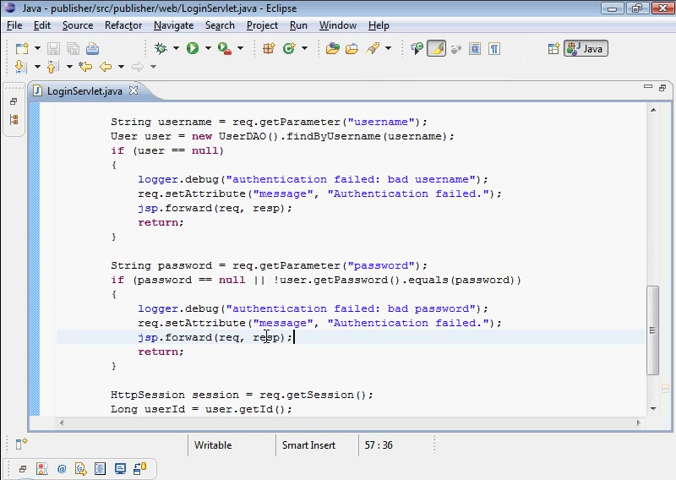 Java - publisher/src/publisher/web/LoginServlet.java - Eclipse
File Edit Source Refactor Navigate Search Project Run Window Help
Java
LoginServlet.java
String username = req.getParameter("username");
User user = new UserDAO().findByUsername(username);
if (user == null)
{
logger.debug("authentication failed: bad username");
req.setAttribute("message", "Authentication failed.");
jsp.forward(req, resp);
return;
}
String password = req.getParameter("password");
if (password == null || !user.getPassword().equals(password))
{
logger.debug("authentication failed: bad password");
req.setAttribute("message", "Authentication failed.");
jsp.forward(req, resp);
return;
}
HttpSession session = req.getSession();
Long userId = user.getId();
Writable Smart Insert 57 : 36